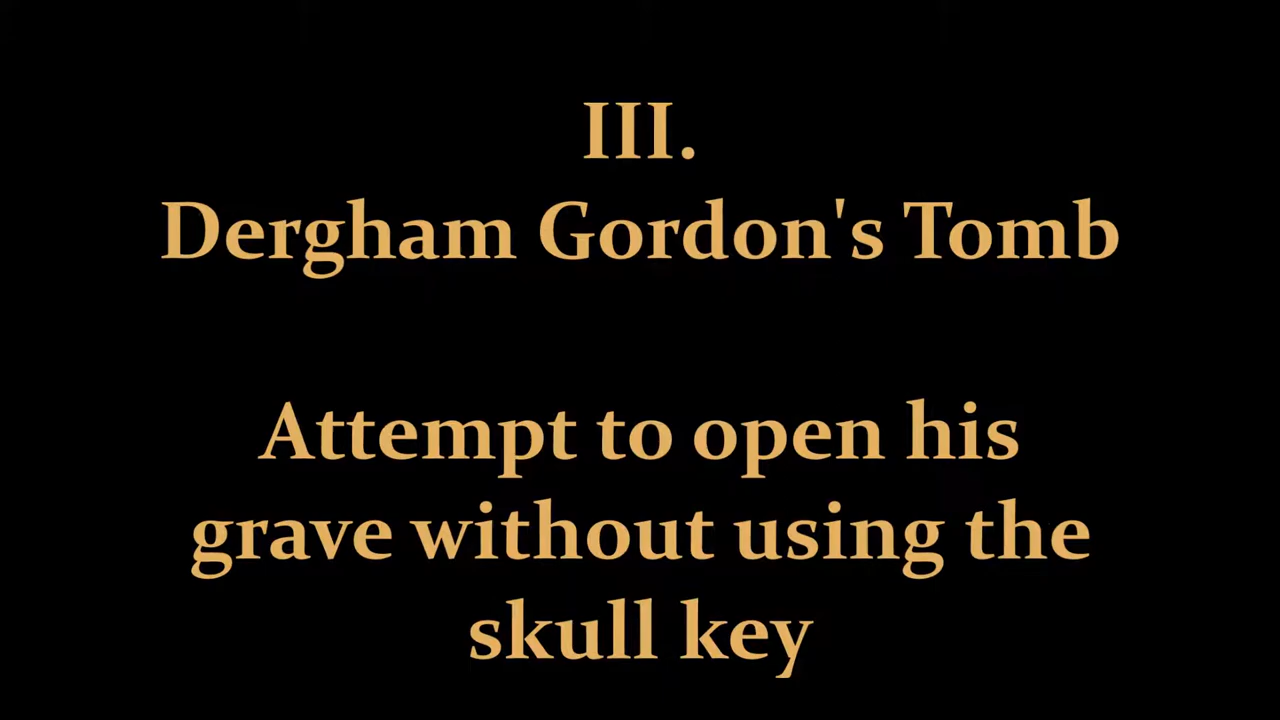 III.
Dergham Gordon's Tomb
Attempt to open his
grave without using the
skull key